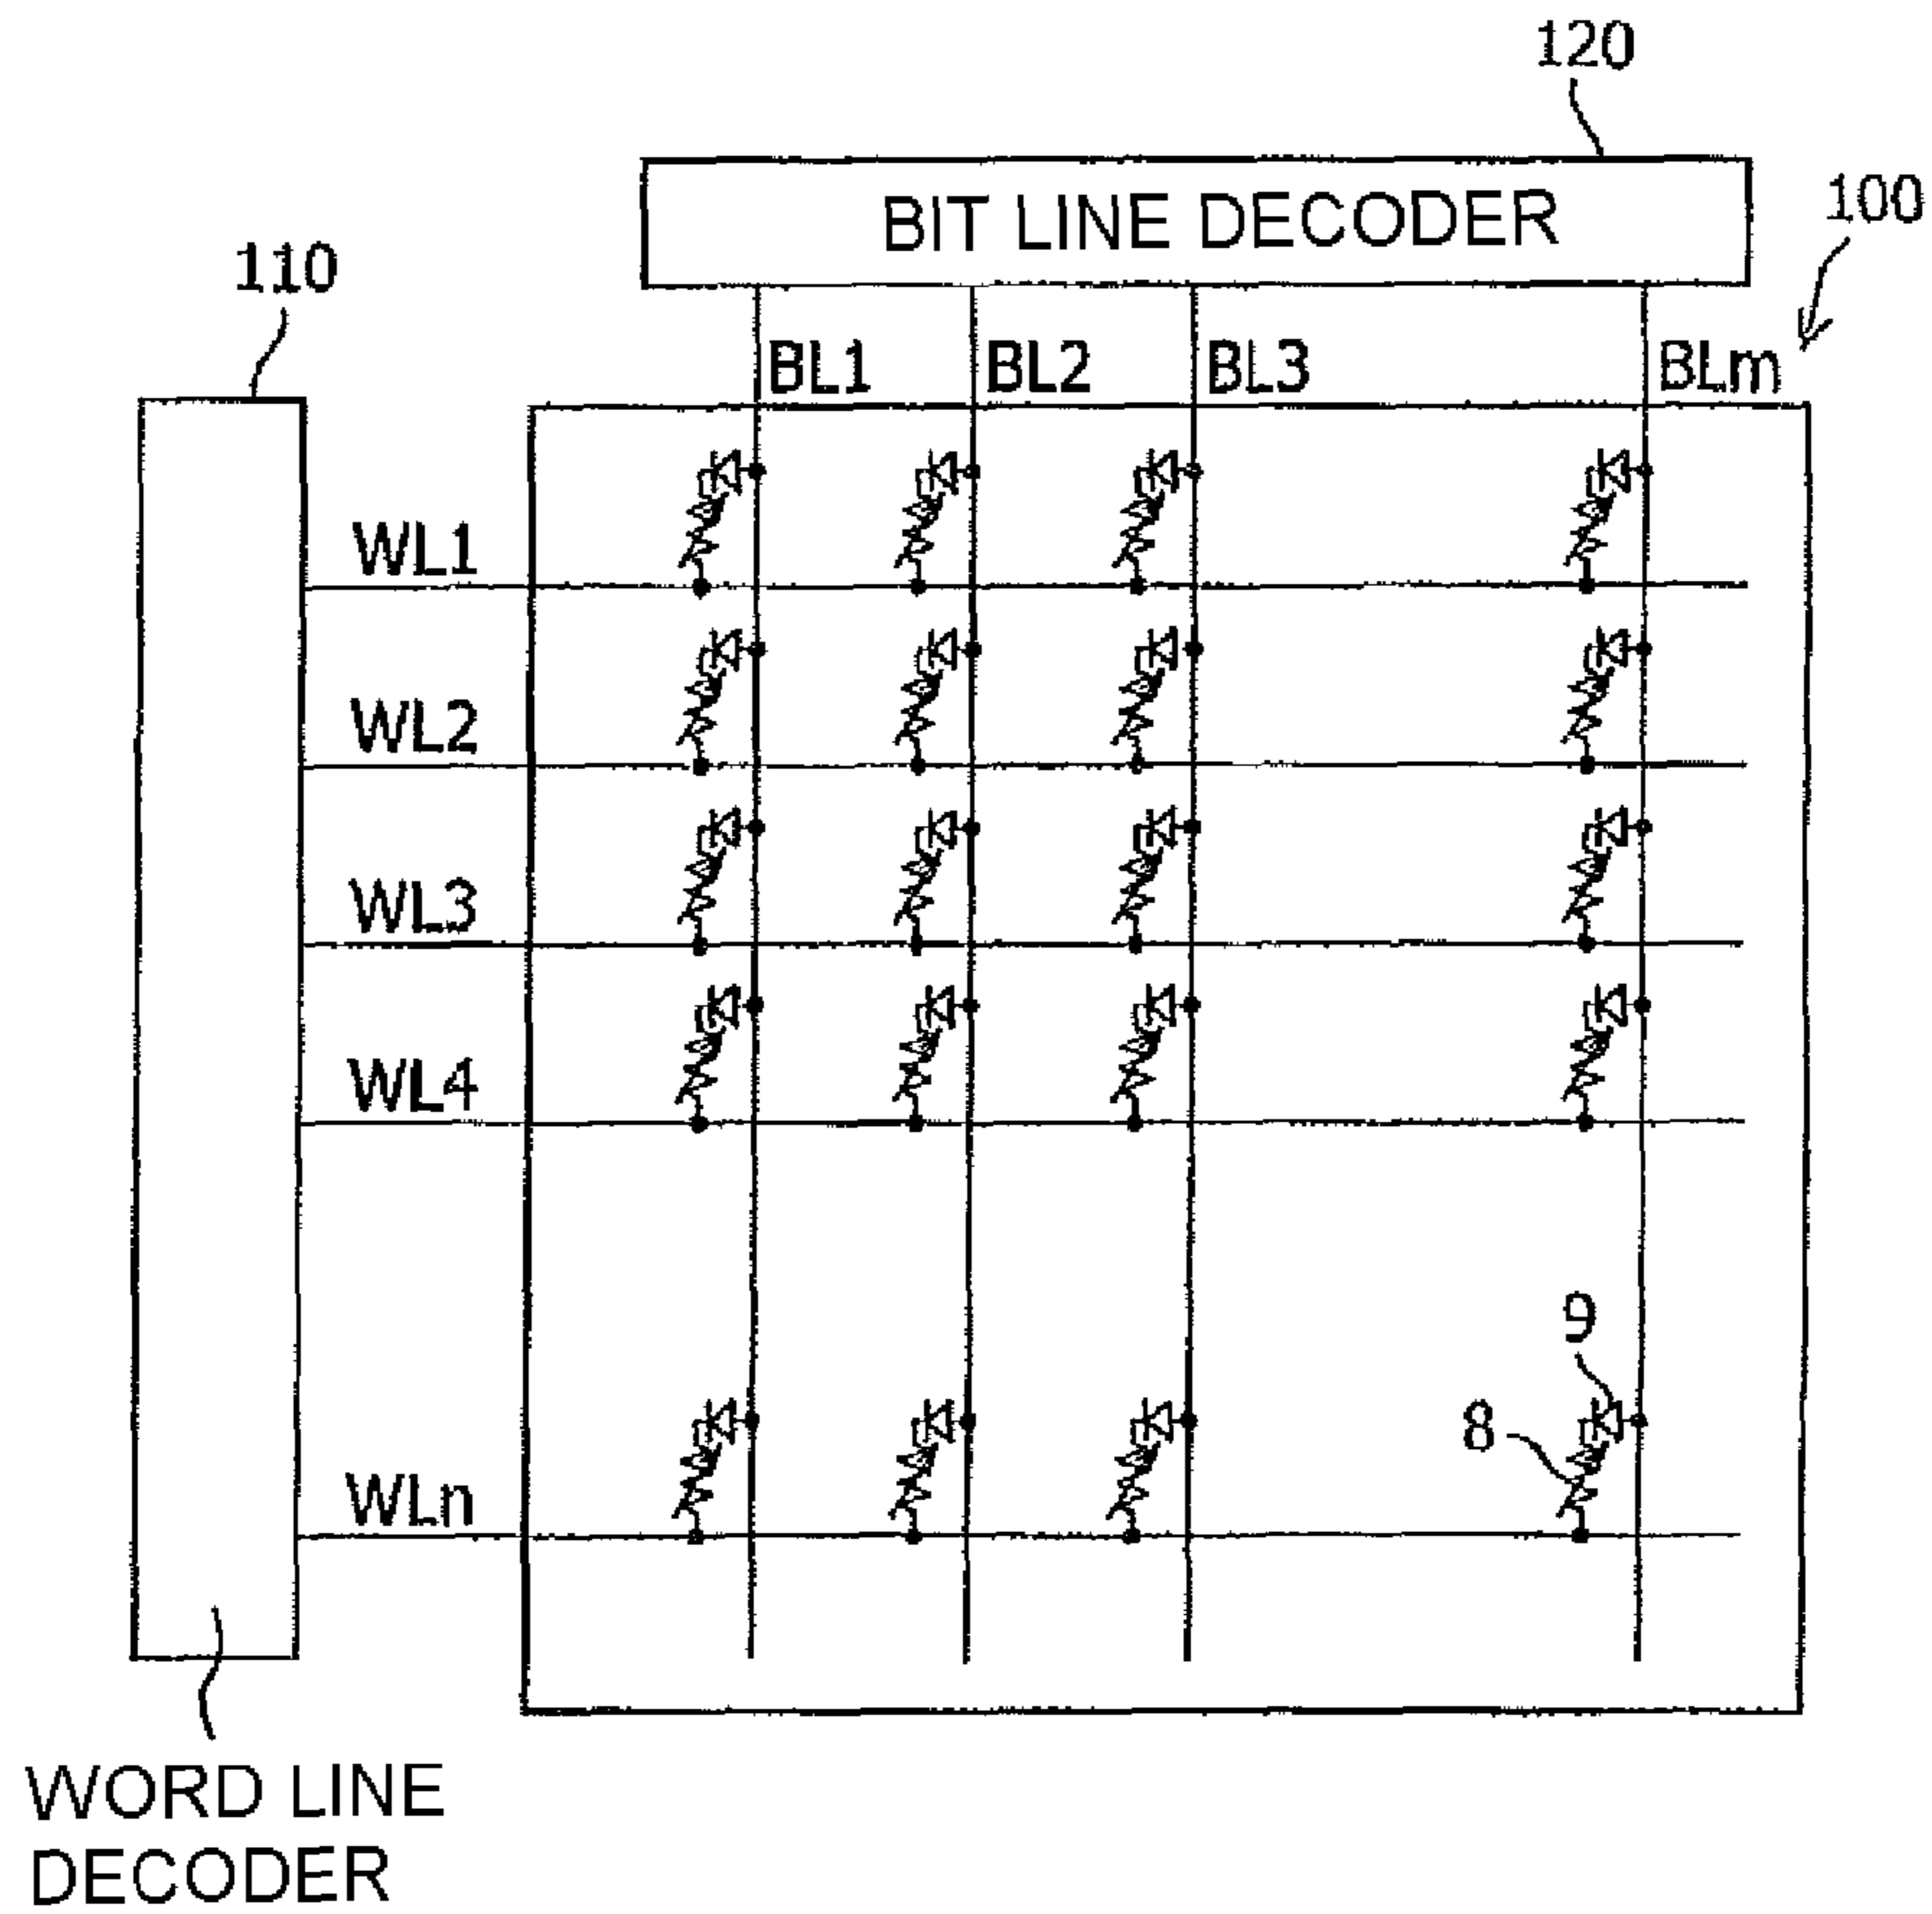 120
BIT LINE DECODER
100
110
BL1 BL2 BL3 BLm
WL1
WL2
WL3
WL4
9
8
WLn
WORD LINE
DECODER